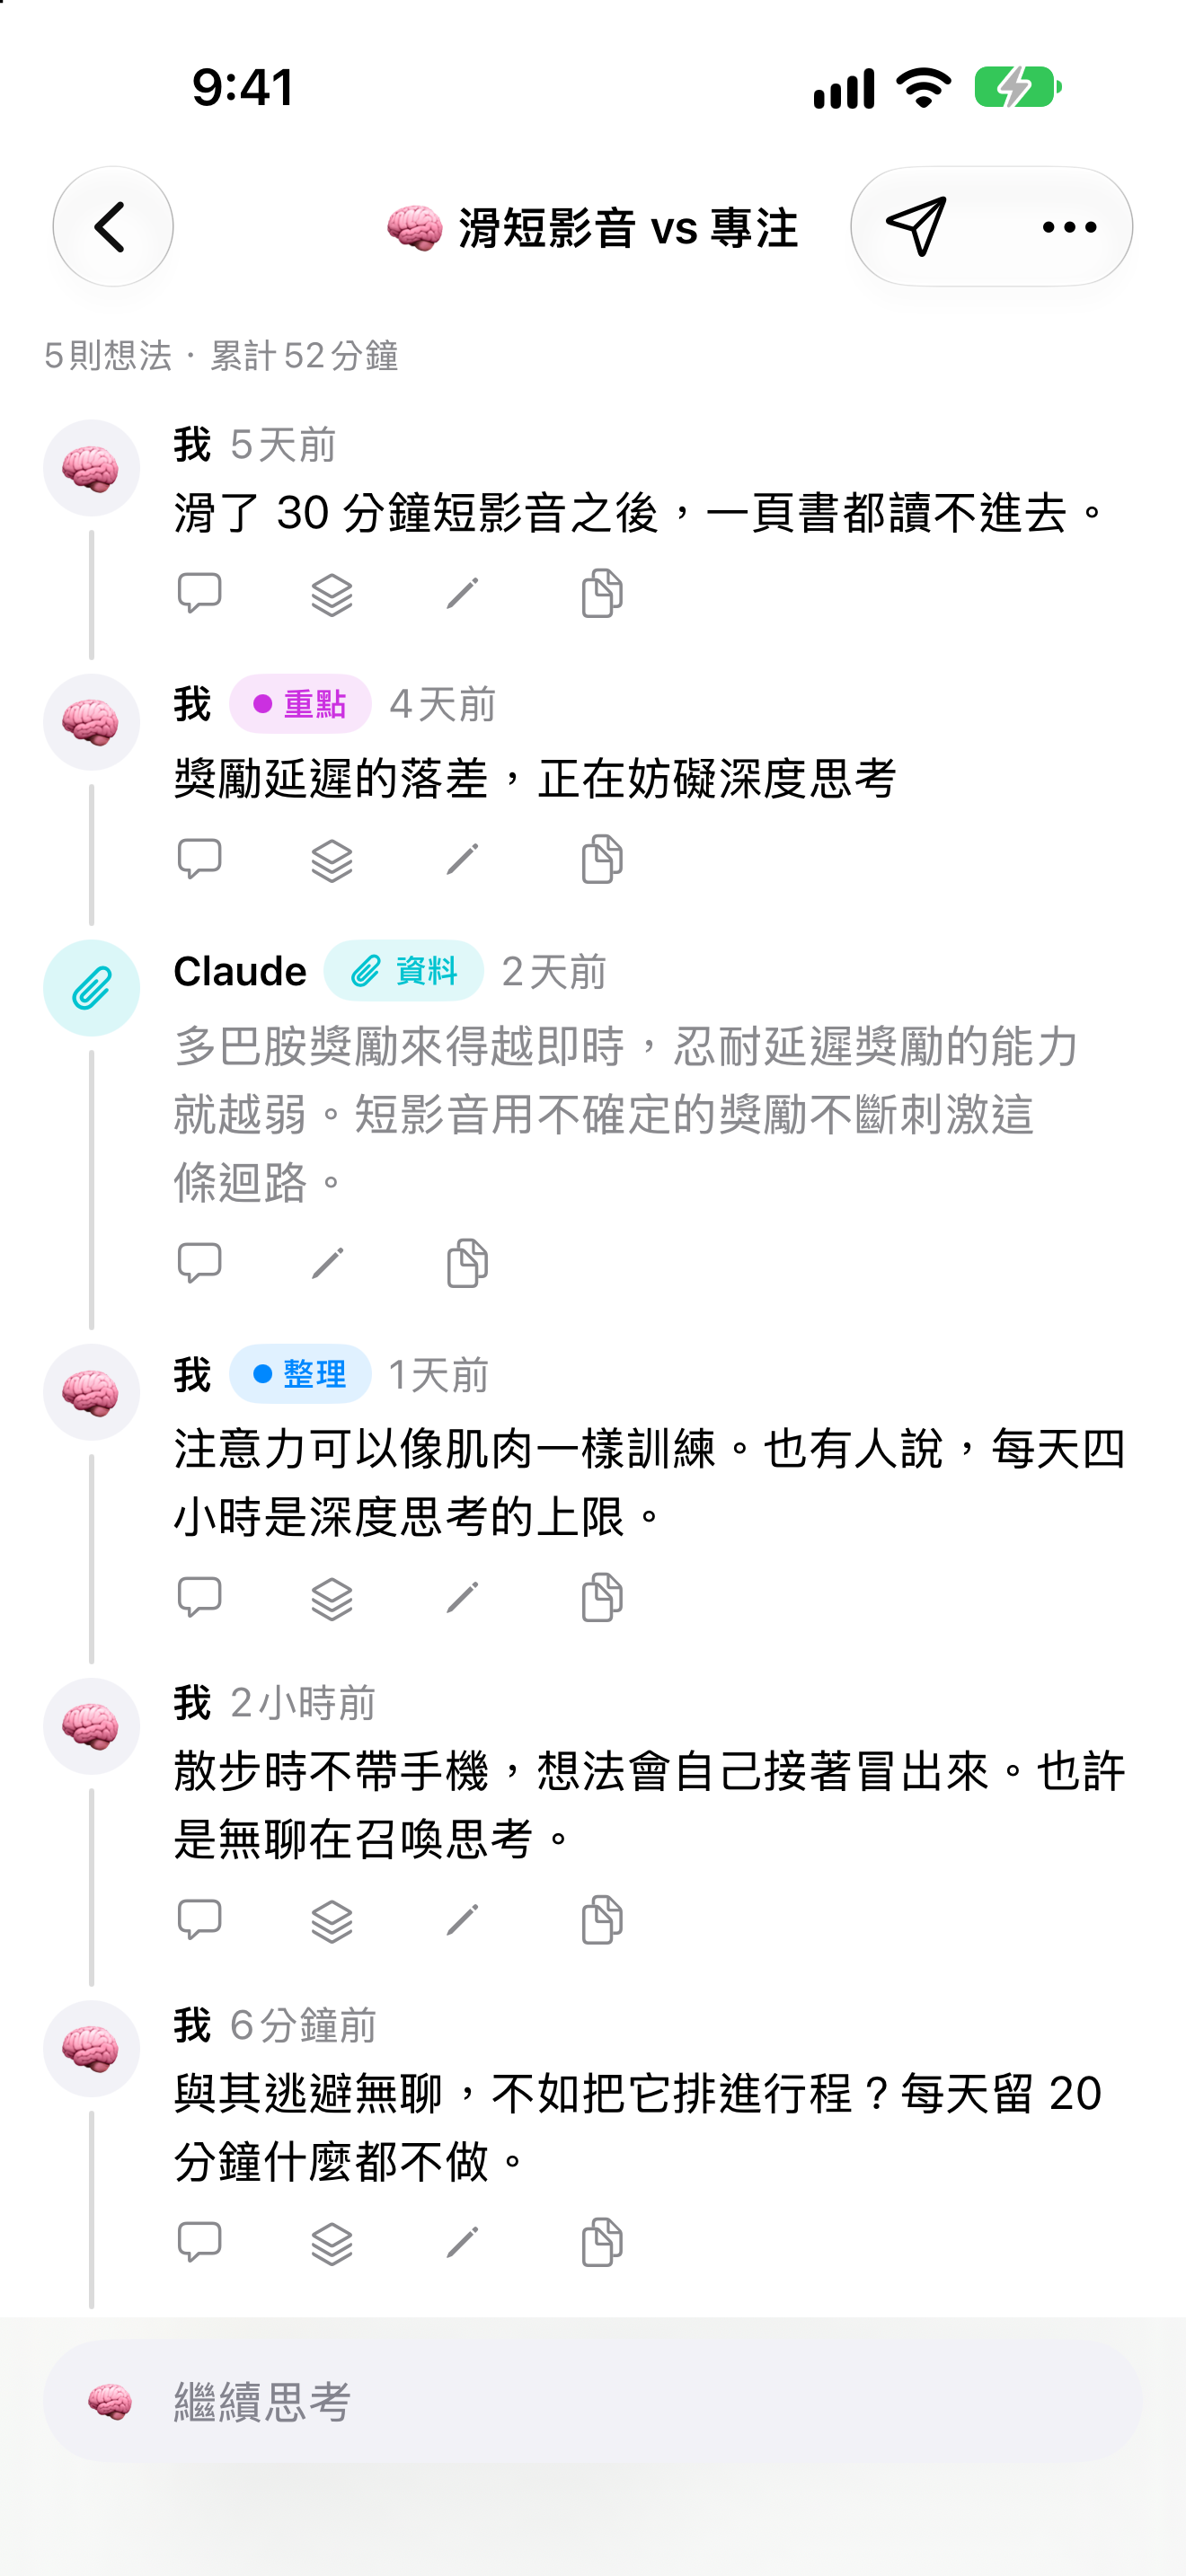 9:41
🧠 滑短影音 vs 專注
5則想法 · 累計52分鐘
我 5天前
滑了 30 分鐘短影音之後，一頁書都讀不進去。
我 重點 4天前
獎勵延遲的落差，正在妨礙深度思考
Claude 資料 2天前
多巴胺獎勵來得越即時，忍耐延遲獎勵的能力
就越弱。短影音用不確定的獎勵不斷刺激這
條迴路。
我 整理 1天前
注意力可以像肌肉一樣訓練。也有人說，每天四
小時是深度思考的上限。
我 2小時前
散步時不帶手機，想法會自己接著冒出來。也許
是無聊在召喚思考。
我 6分鐘前
與其逃避無聊，不如把它排進行程？每天留 20
分鐘什麼都不做。
繼續思考